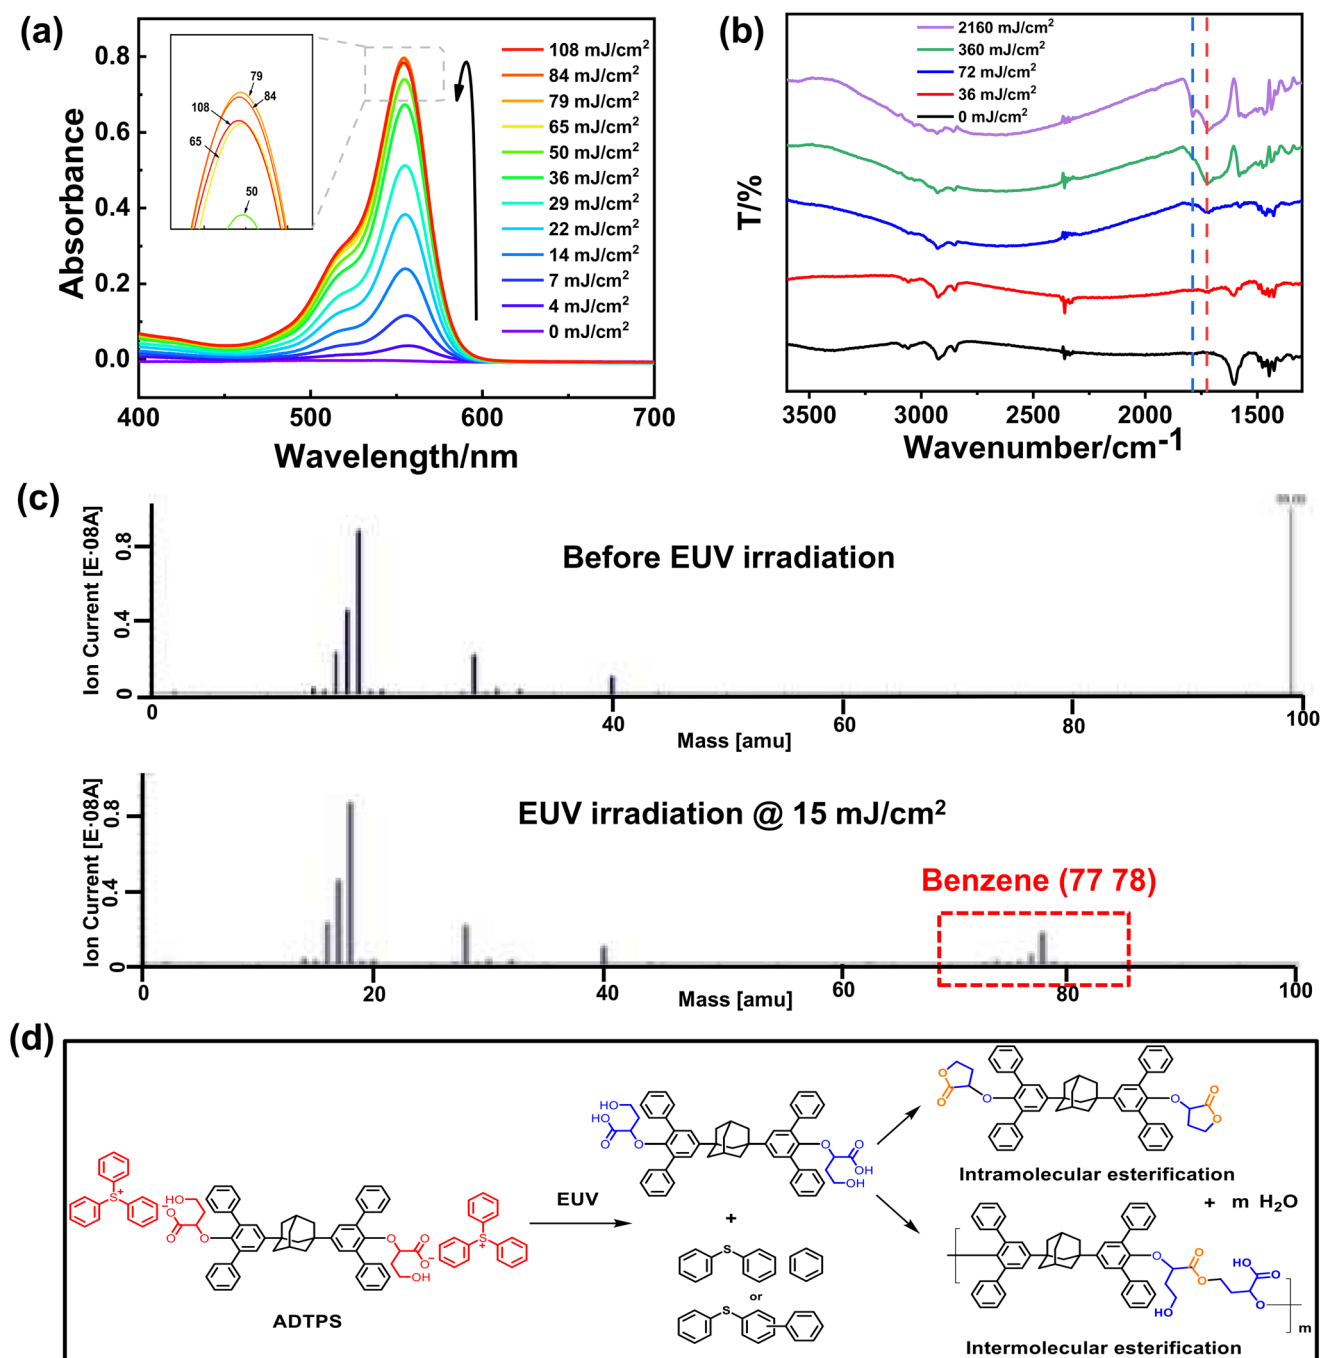 (a)
Absorbance
0.8
0.6
0.4
0.2
0.0
400
500
600
700
Wavelength/nm
79
84
108
65
50
108 mJ/cm²
84 mJ/cm²
79 mJ/cm²
65 mJ/cm²
50 mJ/cm²
36 mJ/cm²
29 mJ/cm²
22 mJ/cm²
14 mJ/cm²
7 mJ/cm²
4 mJ/cm²
0 mJ/cm²
(b)
T/%
2160 mJ/cm²
360 mJ/cm²
72 mJ/cm²
36 mJ/cm²
0 mJ/cm²
3500
3000
2500
2000
1500
Wavenumber/cm⁻¹
(c)
Ion Current [E-08A]
0.8
0.4
0
Before EUV irradiation
0
40
60
80
100
Mass [amu]
Ion Current [E-08A]
0.8
0.4
0
EUV irradiation @ 15 mJ/cm²
Benzene (77 78)
0
20
40
60
80
100
Mass [amu]
(d)
S⁺
HO
⁻O
O
O
O
O
O⁻
OH
S⁺
ADTPS
EUV
HO
HO
O
O
O
O
OH
OH
+
S
or
S
O
O
O
O
O
O
Intramolecular esterification
+ m H₂O
O
O
O
HO
HO
O
O
m
Intermolecular esterification